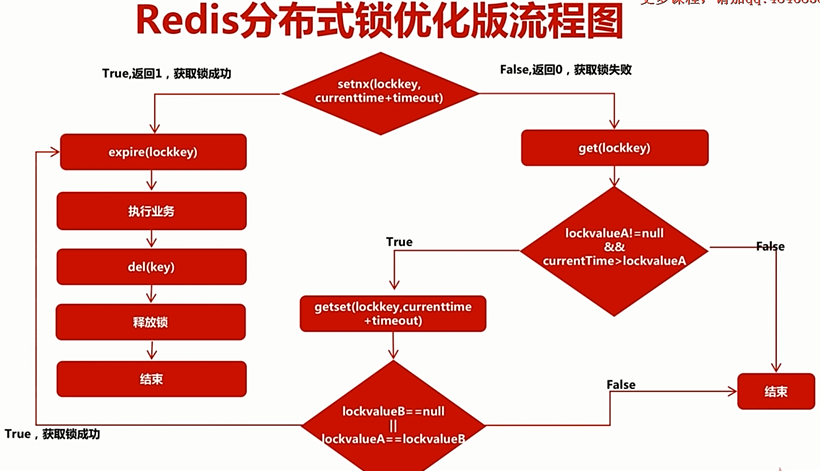 Redis分布式锁优化版流程图
True,返回1，获取锁成功
setnx(lockkey,
currenttime+timeout)
False,返回0，获取锁失败
expire(lockkey)
get(lockkey)
执行业务
lockvalueA!=null
&&
currentTime>lockvalueA
True
False
del(key)
getset(lockkey,currenttime
+timeout)
释放锁
结束
False
结束
lockvalueB==null
||
lockvalueA==lockvalueB
True，获取锁成功